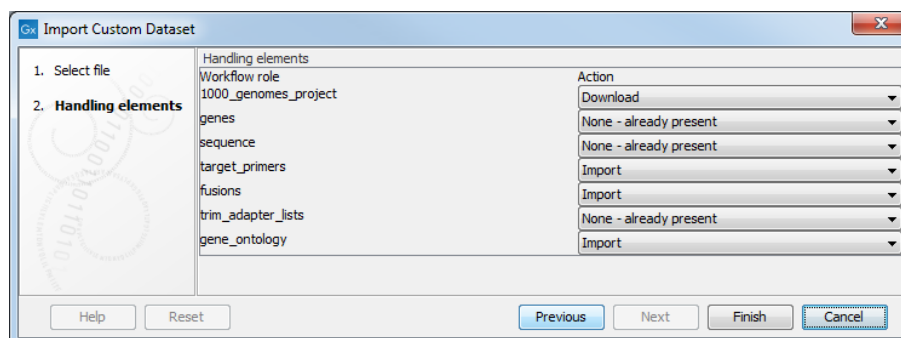 Gx Import Custom Dataset
X
1. Select file
2. Handling elements
Handling elements
Workflow role Action
1000_genomes_project Download
genes None - already present
sequence None - already present
target_primers Import
fusions Import
trim_adapter_lists None - already present
gene_ontology Import
Help Reset Previous Next Finish Cancel